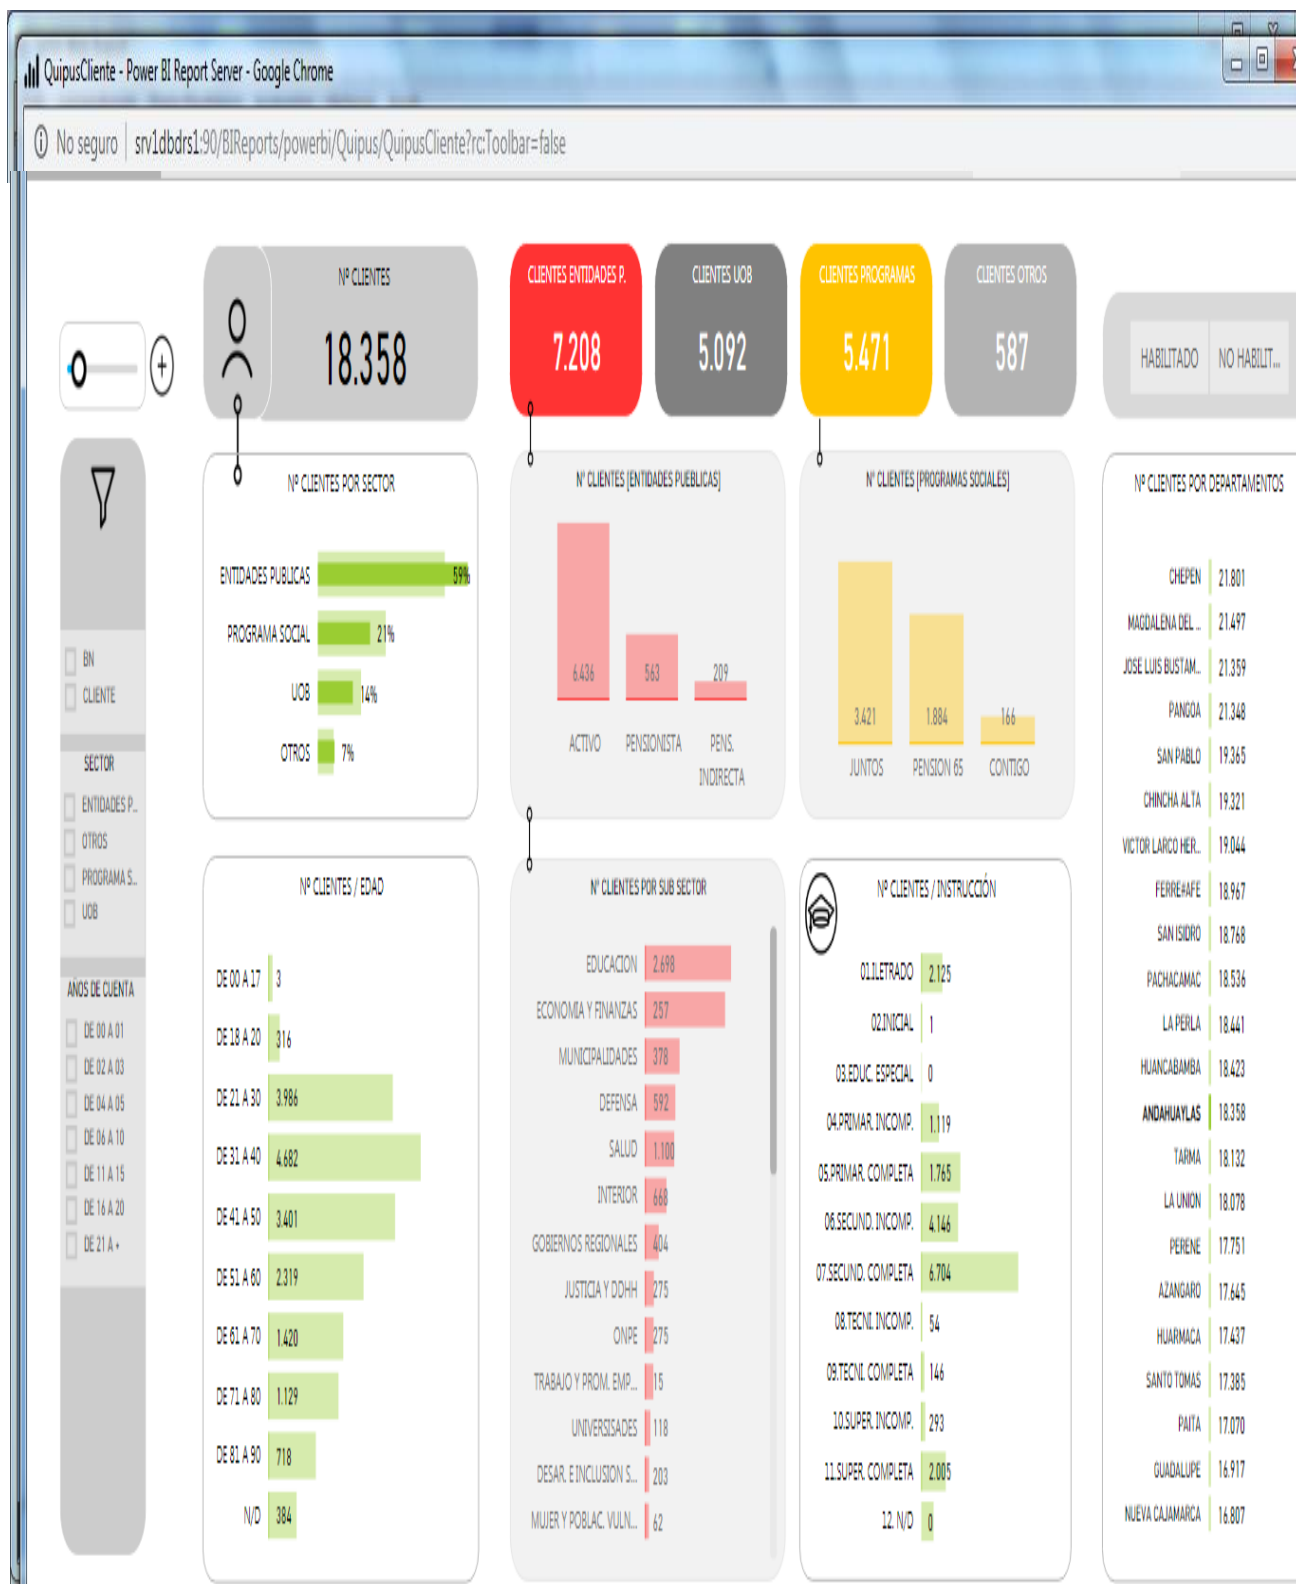 QuipusCliente - Power BI Report Server - Google Chrome
No seguro | srv1dbdrs1:90/BIReports/powerbi/Quipus/QuipusCliente?rc:Toolbar=false
Nº CLIENTES
18.358
CLIENTES ENTIDADES P.
7.208
CLIENTES UOB
5.092
CLIENTES PROGRAMAS
5.471
CLIENTES OTROS
587
HABILITADO
NO HABILIT...
BN
CLIENTE
SECTOR
ENTIDADES P...
OTROS
PROGRAMA S...
UOB
AÑOS DE CUENTA
DE 00 A 01
DE 02 A 03
DE 04 A 05
DE 06 A 10
DE 11 A 15
DE 16 A 20
DE 21 A +
Nº CLIENTES POR SECTOR
ENTIDADES PUBLICAS 59%
PROGRAMA SOCIAL 21%
UOB 14%
OTROS 7%
N° CLIENTES [ENTIDADES PUEBLICAS]
6.436 563 209
ACTIVO PENSIONISTA PENS. INDIRECTA
N° CLIENTES [PROGRAMAS SOCIALES]
3.421 1.884 166
JUNTOS PENSION 65 CONTIGO
Nº CLIENTES POR DEPARTAMENTOS
CHEPEN 21.801
MAGDALENA DEL ... 21.497
JOSE LUIS BUSTAM... 21.359
PANGOA 21.348
SAN PABLO 19.365
CHINCHA ALTA 19.321
VICTOR LARCO HER... 19.044
FERRE#AFE 18.967
SAN ISIDRO 18.768
PACHACAMAC 18.536
LA PERLA 18.441
HUANCABAMBA 18.423
ANDAHUAYLAS 18.358
TARMA 18.132
LA UNION 18.078
PERENE 17.751
AZANGARO 17.645
HUARMACA 17.437
SANTO TOMAS 17.385
PAITA 17.070
GUADALUPE 16.917
NUEVA CAJAMARCA 16.807
Nº CLIENTES / EDAD
DE 00 A 17 3
DE 18 A 20 316
DE 21 A 30 3.986
DE 31 A 40 4.682
DE 41 A 50 3.401
DE 51 A 60 2.319
DE 61 A 70 1.420
DE 71 A 80 1.129
DE 81 A 90 718
N/D 384
N° CLIENTES POR SUB SECTOR
EDUCACION 2.698
ECONOMIA Y FINANZAS 257
MUNICIPALIDADES 378
DEFENSA 592
SALUD 1.100
INTERIOR 668
GOBIERNOS REGIONALES 404
JUSTICIA Y DDHH 275
ONPE 275
TRABAJO Y PROM. EMP... 15
UNIVERSISADES 118
DESAR. E INCLUSION S... 203
MUJER Y POBLAC. VULN... 62
Nº CLIENTES / INSTRUCCIÓN
01.ILETRADO 2.125
02.INICIAL 1
03.EDUC. ESPECIAL 0
04.PRIMAR. INCOMP. 1.119
05.PRIMAR. COMPLETA 1.765
06.SECUND. INCOMP. 4.146
07.SECUND. COMPLETA 6.704
08.TECNI. INCOMP. 54
09.TECNI. COMPLETA 146
10.SUPER. INCOMP. 293
11.SUPER. COMPLETA 2.005
12. N/D 0